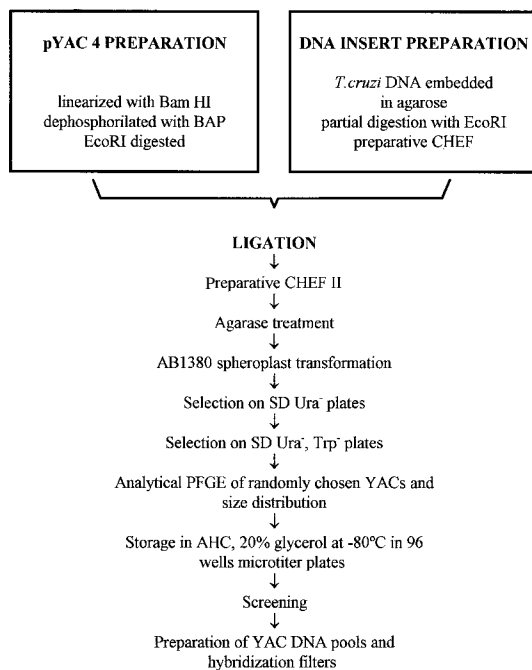 pYAC 4 PREPARATION
linearized with Bam HI
dephosphorilated with BAP
EcoRI digested
DNA INSERT PREPARATION
T.cruzi DNA embedded
in agarose
partial digestion with EcoRI
preparative CHEF
LIGATION
↓
Preparative CHEF II
↓
Agarase treatment
↓
AB1380 spheroplast transformation
↓
Selection on SD Ura⁻ plates
↓
Selection on SD Ura⁻, Trp⁻ plates
↓
Analytical PFGE of randomly chosen YACs and
size distribution
↓
Storage in AHC, 20% glycerol at -80ºC in 96
wells microtiter plates
↓
Screening
↓
Preparation of YAC DNA pools and
hybridization filters